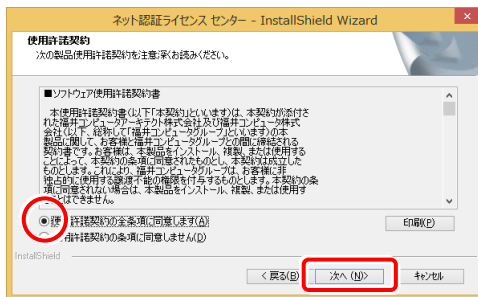 ネット認証ライセンス センター - InstallShield Wizard
使用許諾契約
次の製品使用許諾契約を注意深くお読みください。
■ソフトウェア使用許諾契約書
本使用許諾契約書(以下「本契約」といいます)は、本契約が添付さ
れた福井コンピュータアーキテクト株式会社及び福井コンピュータ株式
会社(以下、総称して「福井コンピュータグループ」といいます)の本
製品に関して、お客様と福井コンピュータグループとの間に締結される
契約書です。お客様は、本製品をインストール、複製、または使用する
ことによって、本契約の条項に同意されたものとし、本契約は成立した
ものとします。これにより、福井コンピュータグループは、お客様に非
独占的に使用する譲渡不能の権限を付与するものとします。本契約の条
項に同意されない場合は、本製品をインストール、複製、または使用す
ことはできません。
使 許諾契約の全条項に同意します(A)
印刷(P)
用許諾契約の条項に同意しません(D)
InstallShield
< 戻る(B)
次へ (N)>
キャンセル